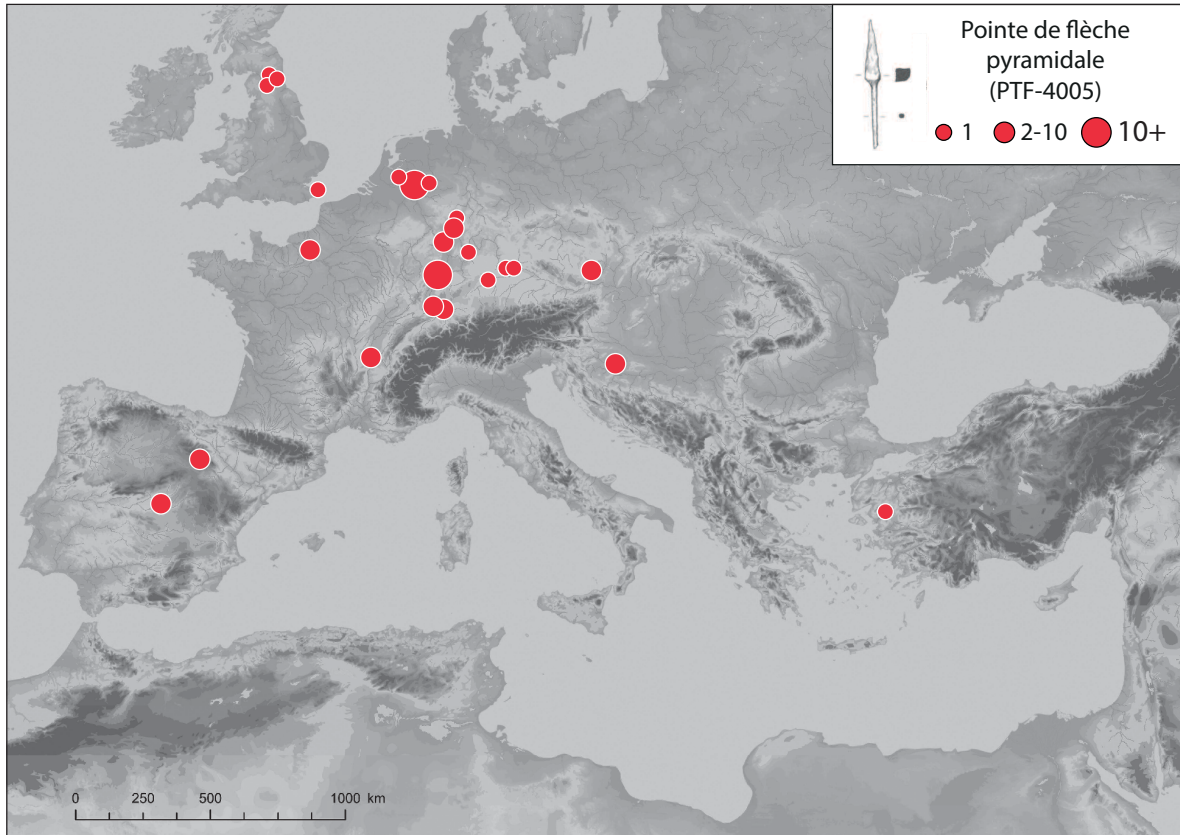 Pointe de flèche
pyramidale
(PTF-4005)
1 2-10 10+
0 250 500 1000 km